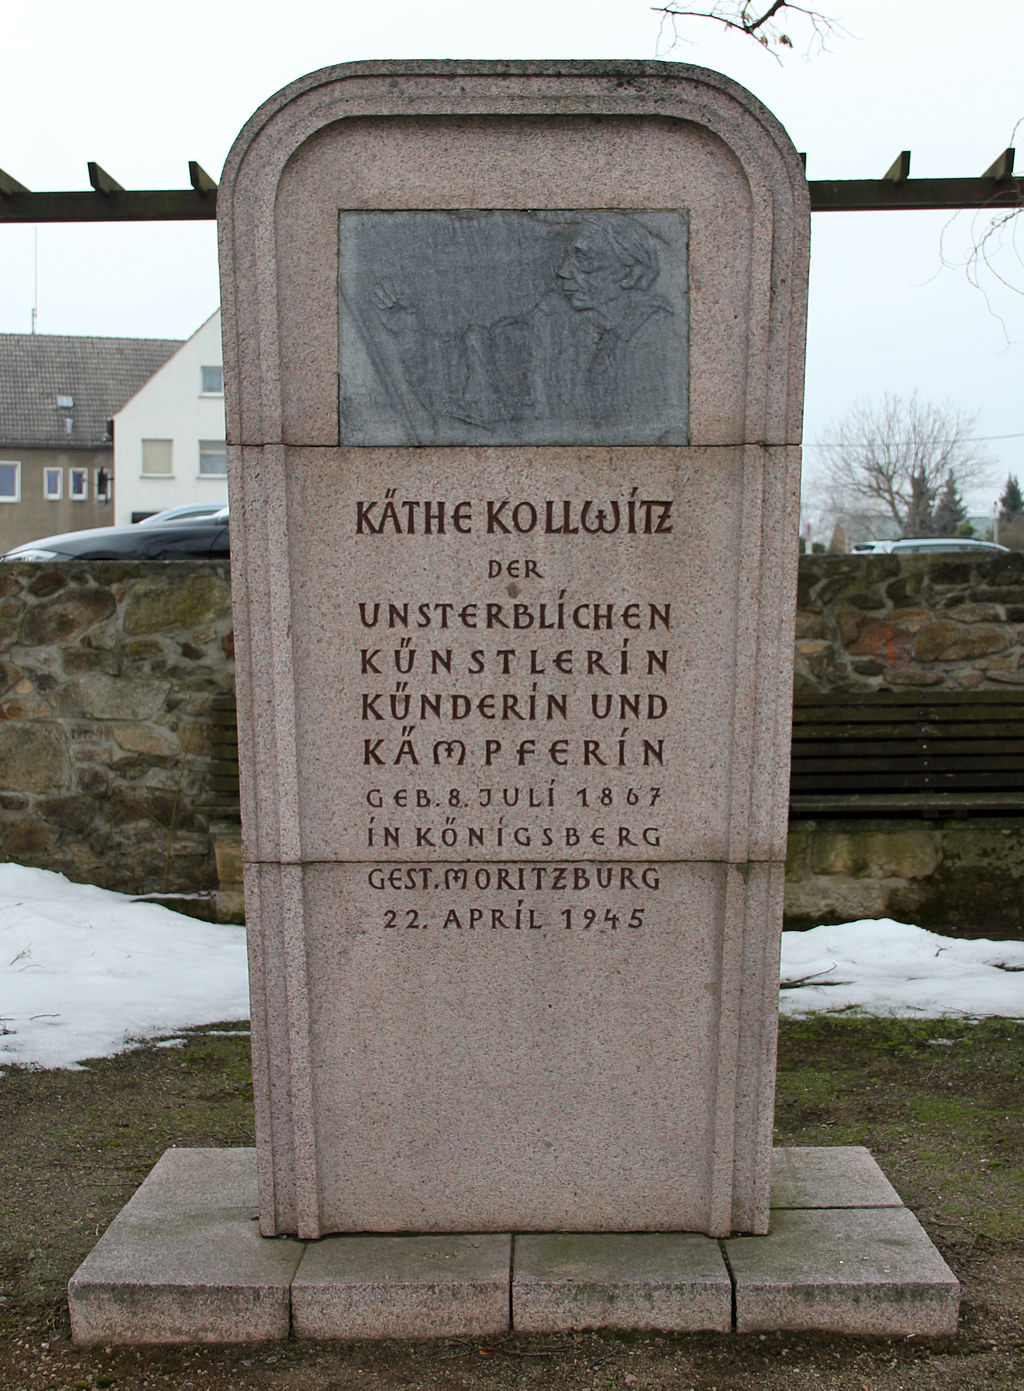 KÄTHE KOLLWITZ
DER
UNSTERBLICHEN
KÜNSTLERIN
KÜNDERIN UND
KÄMPFERIN
GEB. 8. JULI 1867
IN KÖNIGSBERG
GEST. MORITZBURG
22. APRIL 1945